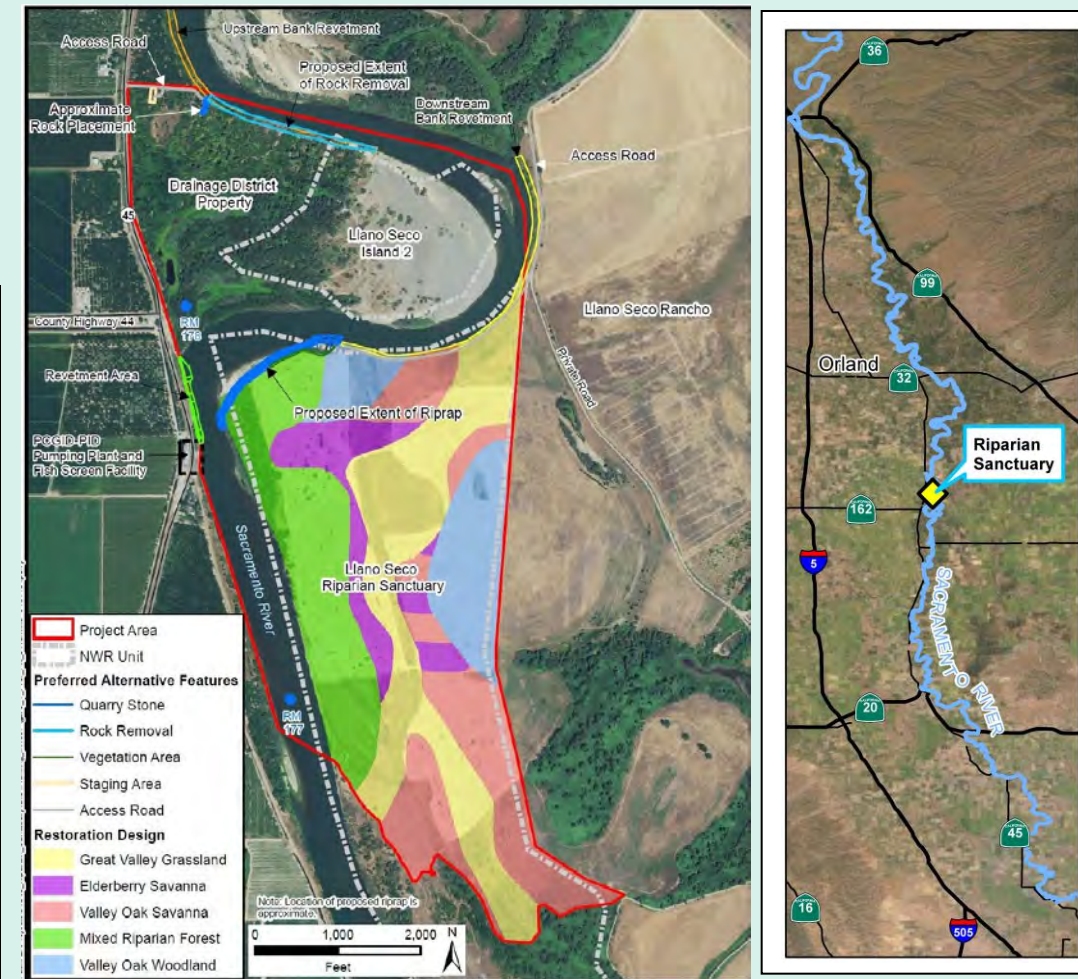 Upstream Bank Revetment
Access Road
Proposed Extent
of Rock Removal
Downstream
Bank Revetment
Approximate
Rock Placement
Access Road
Drainage District
Property
45
Llano Seco
Island 2
Llano Seco Rancho
County Highway 44
RM
178
Revetment Area
Private Road
Proposed Extent of Riprap
PCGID-PID
Pumping Plant and
Fish Screen Facility
Sacramento River
Llano Seco
Riparian Sanctuary
RM
177
Project Area
NWR Unit
Preferred Alternative Features
Quarry Stone
Rock Removal
Vegetation Area
Staging Area
Access Road
Restoration Design
Great Valley Grassland
Elderberry Savanna
Valley Oak Savanna
Mixed Riparian Forest
Valley Oak Woodland
Note: Location of proposed riprap is
approximate.
0 1,000 2,000
Feet
N
36
99
Orland
32
Riparian
Sanctuary
162
5
SACRAMENTO RIVER
20
45
16
505